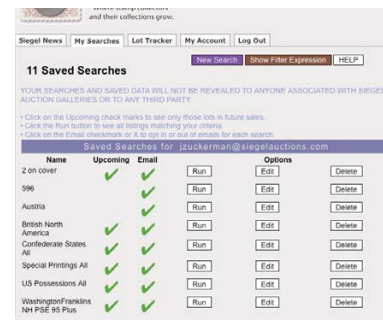 and their collections grow.
Siegel News My Searches Lot Tracker My Account Log Out
New Search Show Filter Expression HELP
11 Saved Searches
YOUR SEARCHES AND SAVED DATA WILL NOT BE REVEALED TO ANYONE ASSOCIATED WITH SIEGEL
AUCTION GALLERIES OR TO ANY THIRD PARTY.
• Click on the Upcoming check marks to see only those lots in future sales.
• Click the Run button to see all listings matching your criteria.
• Click on the Email checkmark or X to opt in or out of emails for each search.
Saved Searches for jzuckerman@siegelauctions.com
Name Upcoming Email Options
2 on cover Run Edit Delete
596 Run Edit Delete
Austria Run Edit Delete
British North
America Run Edit Delete
Confederate States
All Run Edit Delete
Special Printings All Run Edit Delete
US Possessions All Run Edit Delete
WashingtonFranklins
NH PSE 95 Plus Run Edit Delete